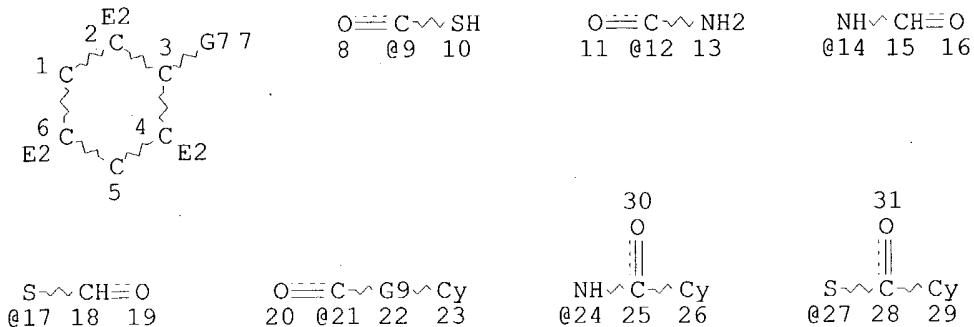 E2
2 C 3 G7 7 O C SH O C NH2 NH CH O
8 @9 10 11 @12 13 @14 15 16
1 C C
6 C 4 C
E2 C E2
5
30 31
O O
S CH O O C G9 Cy NH C Cy S C Cy
@17 18 19 20 @21 22 23 @24 25 26 @27 28 29